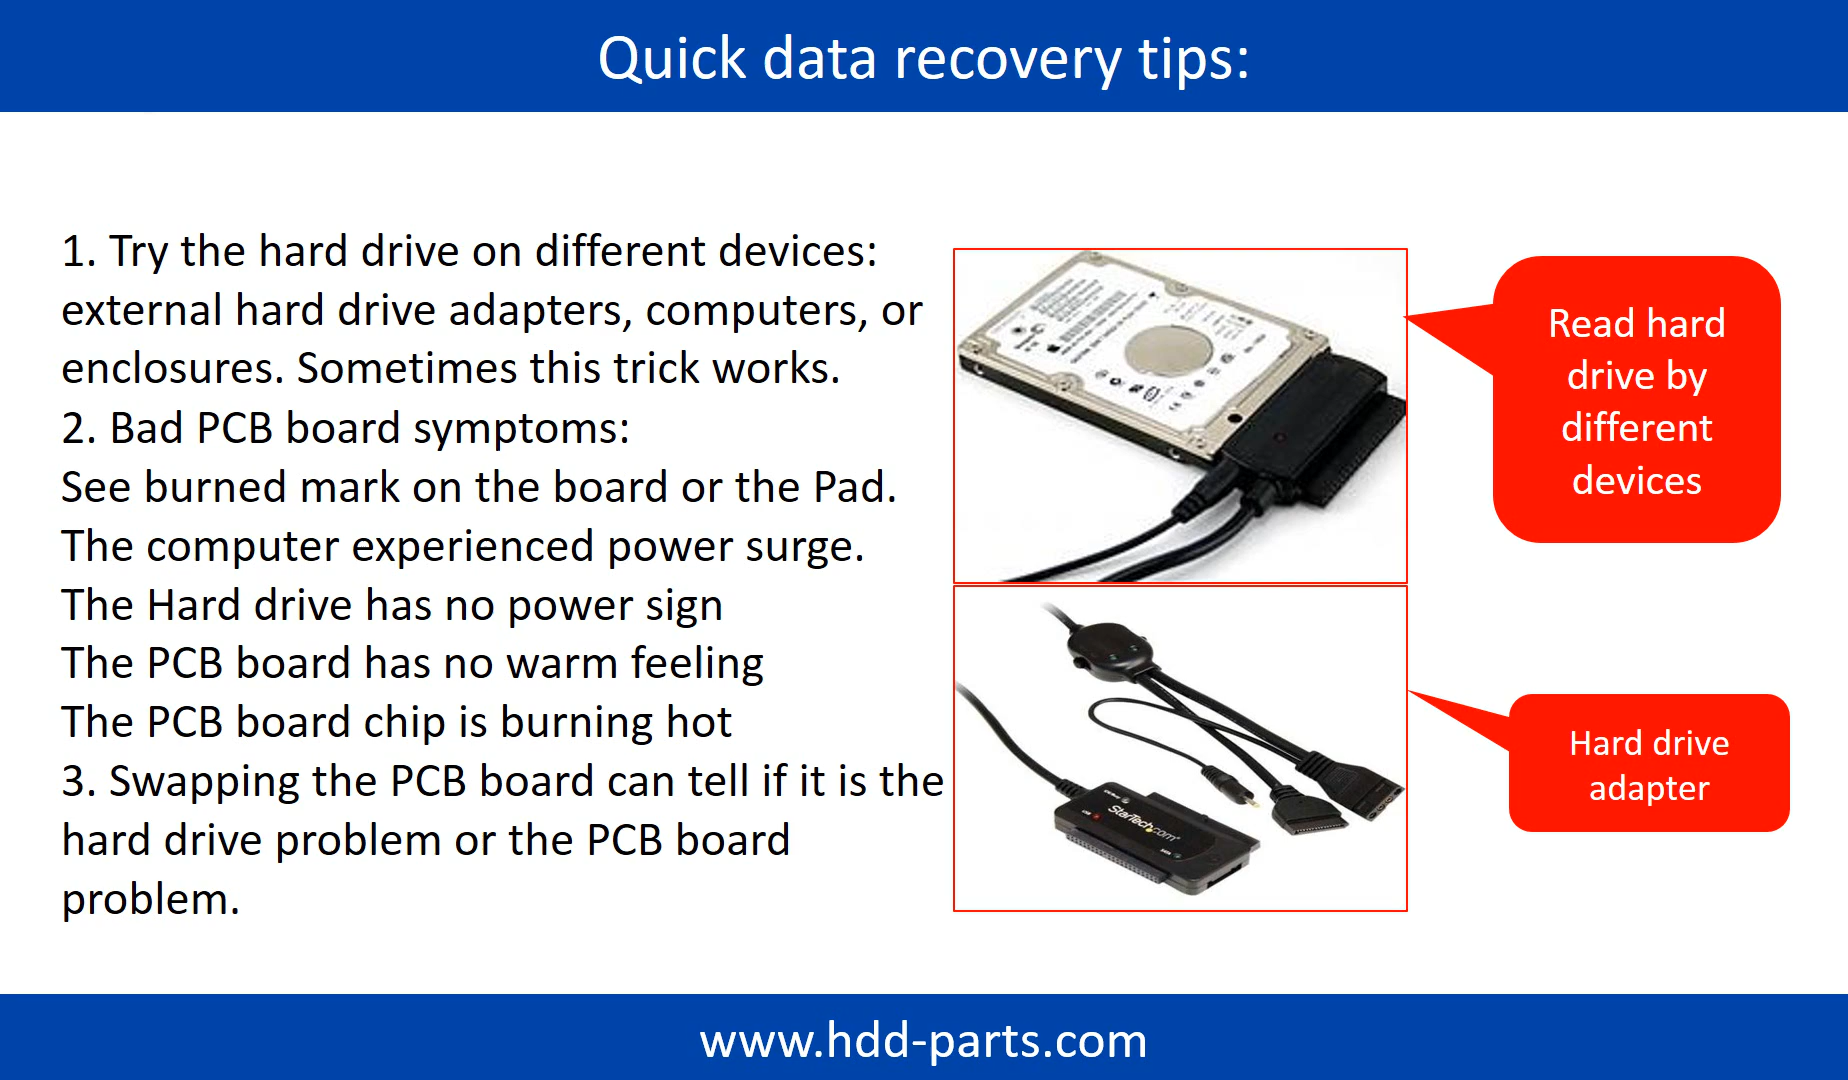 Quick data recovery tips:
1. Try the hard drive on different devices:
external hard drive adapters, computers, or
enclosures. Sometimes this trick works.
2. Bad PCB board symptoms:
See burned mark on the board or the Pad.
The computer experienced power surge.
The Hard drive has no power sign
The PCB board has no warm feeling
The PCB board chip is burning hot
3. Swapping the PCB board can tell if it is the
hard drive problem or the PCB board
problem.
Read hard
drive by
different
devices
StarTech.com
Hard drive
adapter
www.hdd-parts.com